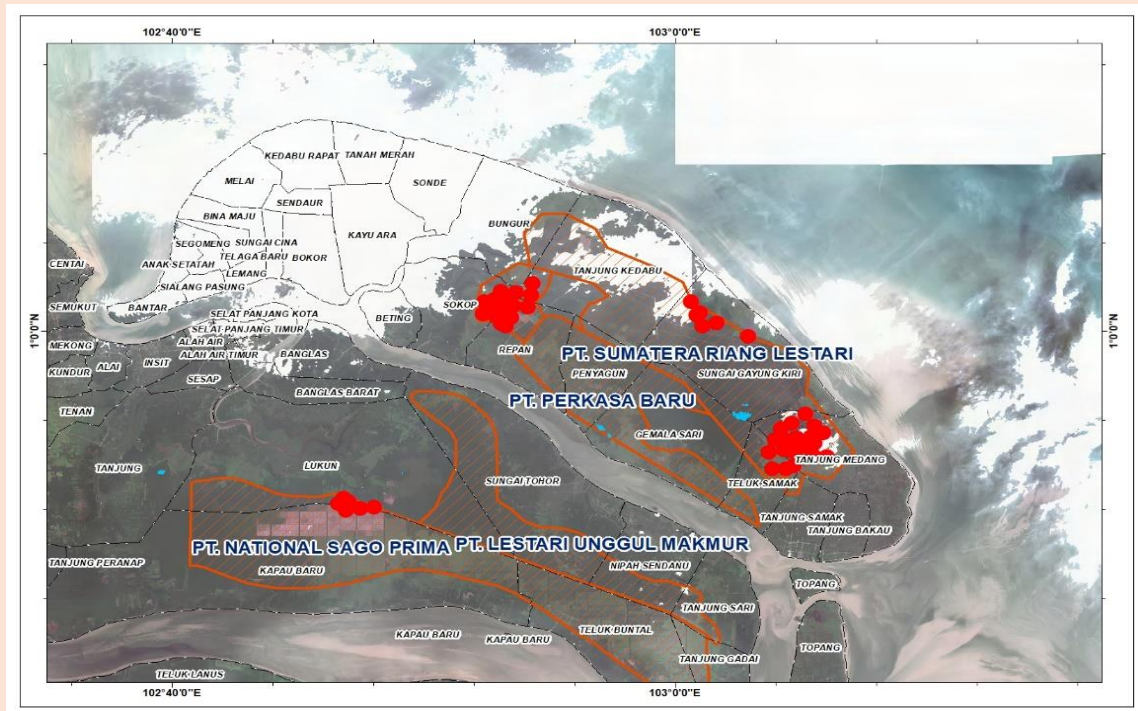 102°40'0"E 103°0'0"E
KEDABU RAPAT TANAH MERAH
MELAI SONDE
SENDAUR
BINA MAJU
BUNGUR
SEGOMENG SUNGAI CINA KAYU ARA
TELAGA BARU BOKOR
CENTAI ANAK SETATAH
LEMANG TANJUNG KEDABU
SIALANG PASUNG
SEMUKUT BANTAR SOKOP
SELAT PANJANG KOTA BETING
SELAT PANJANG TIMUR
1°0'0"N 1°0'0"N
MEKONG ALAH AIR
ALAH AIR TIMUR BANGLAS REPAN PT. SUMATERA RIANG LESTARI
ALAI INSIT
KUNDUR SESAP PENYAGUN SUNGAI GAYUNG KIRI
BANGLAS BARAT PT. PERKASA BARU
TENAN
GEMALA SARI
TANJUNG LUKUN TANJUNG MEDANG
SUNGAI TOHOR TELUK SAMAK
TANJUNG SAMAK
TANJUNG BAKAU
PT. NATIONAL SAGO PRIMA PT. LESTARI UNGGUL MAKMUR
TANJUNG PERANAP KAPAU BARU NIPAH SENDANU
TOPANG
TANJUNG SARI
KAPAU BARU KAPAU BARU TELUK BUNTAL
TOPANG
TANJUNG GADAI
TELUK LANUS
102°40'0"E 103°0'0"E